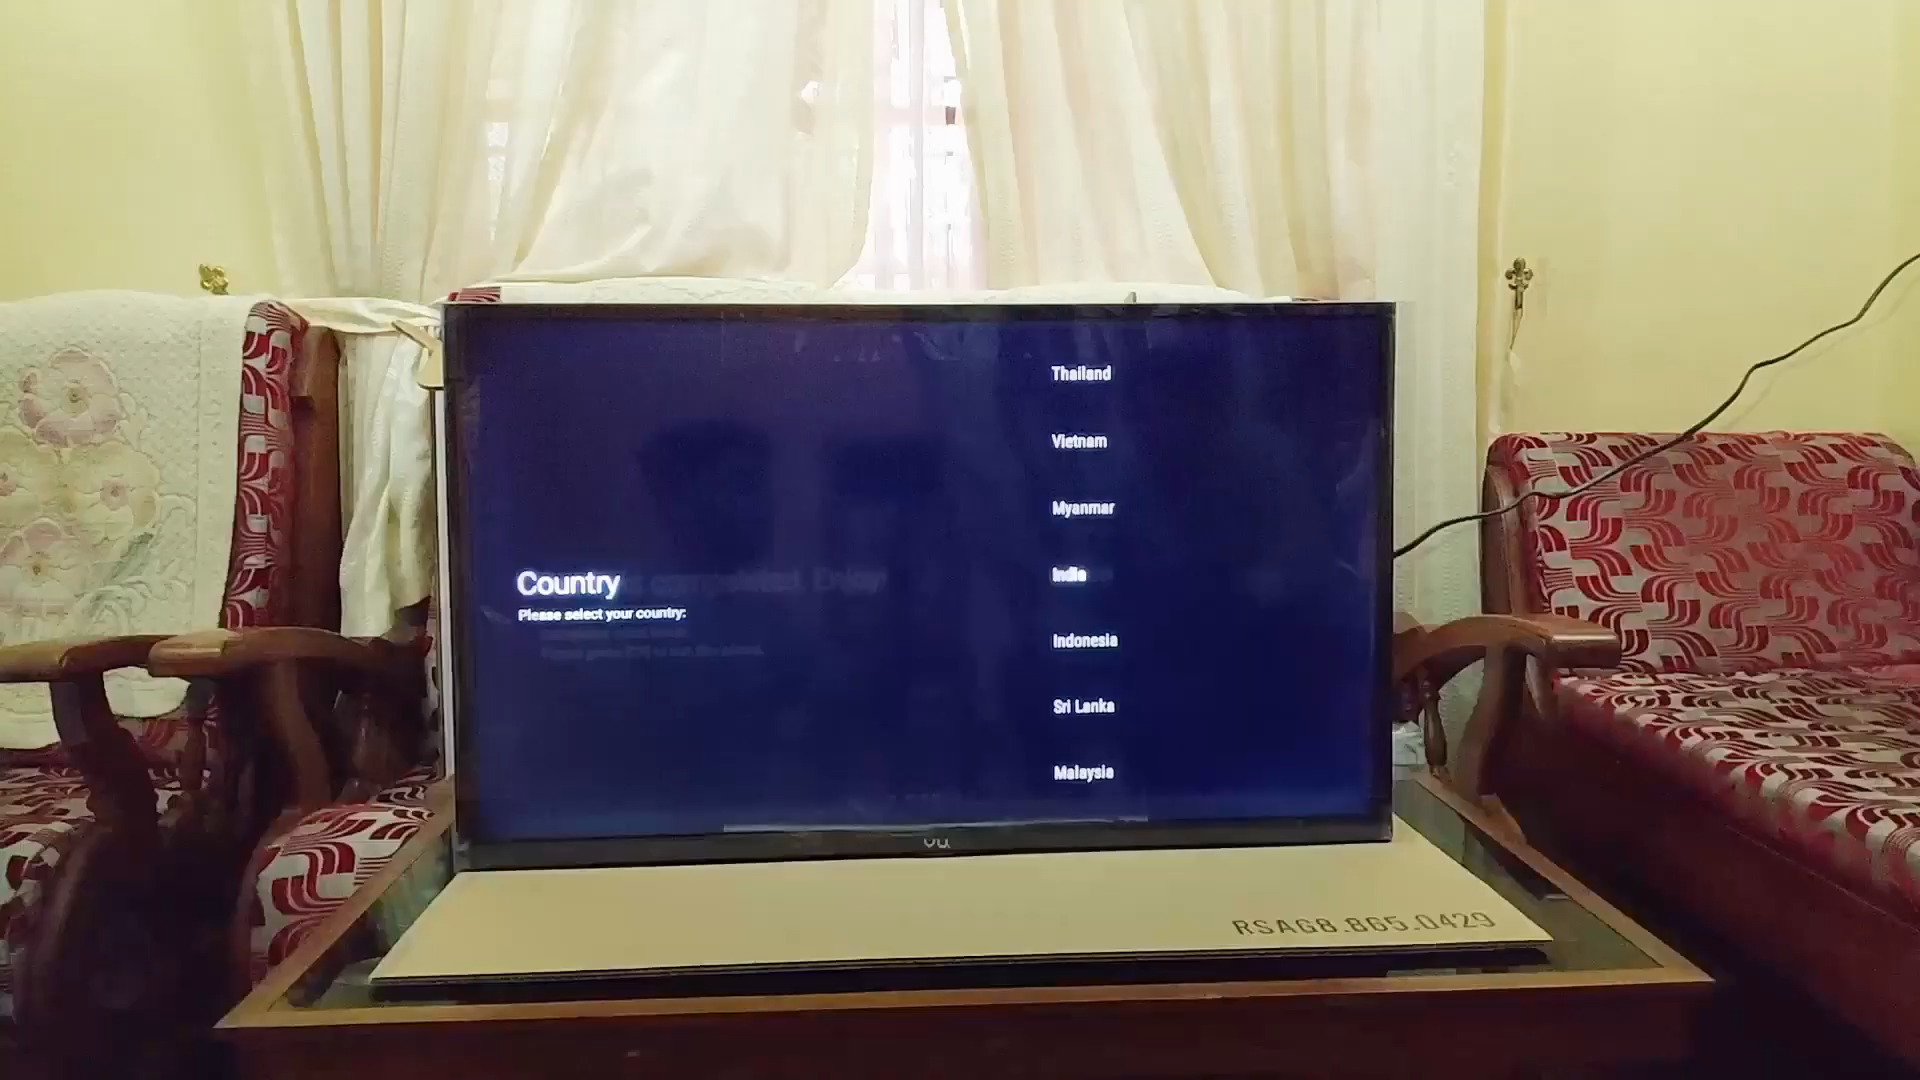 Thailand
Vietnam
Myanmar
India
Country
Please select your country:
Indonesia
Sri Lanka
Malaysia
Vu
RSAG8.865.0429